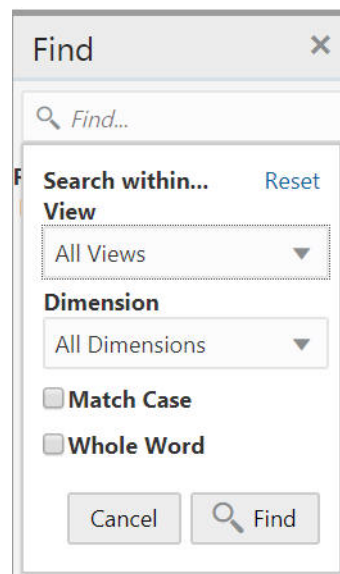 Find
Find...
Search within... Reset
View
All Views
Dimension
All Dimensions
Match Case
Whole Word
Cancel Find